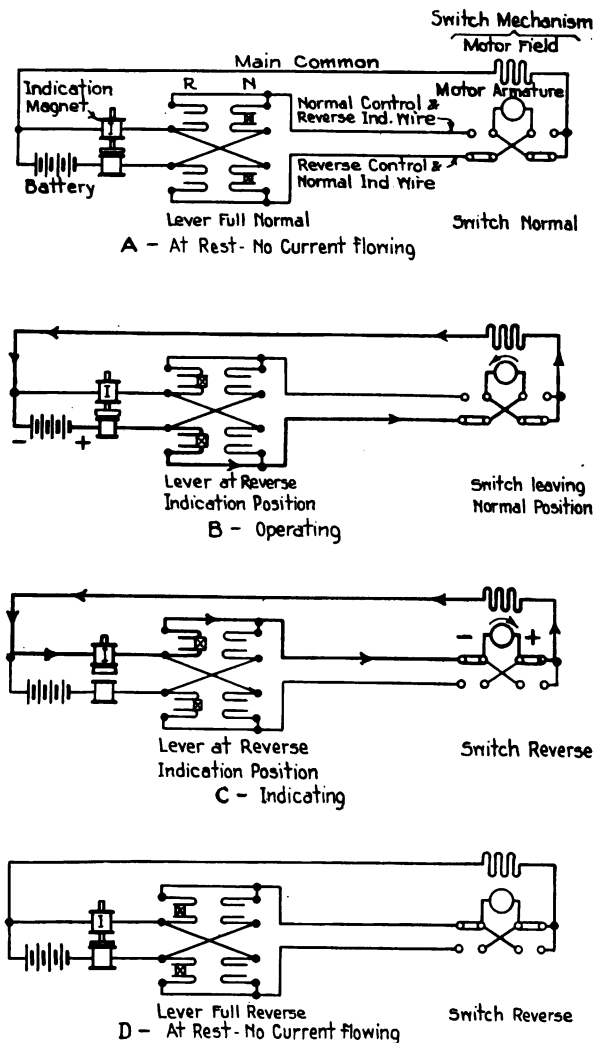 Switch Mechanism
Motor Field
Main Common
Indication
Magnet
R N
Motor Armature
Normal Control &
Reverse Ind. Wire
I
Battery
Reverse Control &
Normal Ind Wire
Lever Full Normal
Switch Normal
A - At Rest - No Current Flowing
I
- +
Lever at Reverse
Indication Position
Switch leaving
Normal Position
B - Operating
I
- +
Lever at Reverse
Indication Position
Switch Reverse
C - Indicating
I
Lever Full Reverse
Switch Reverse
D - At Rest - No Current Flowing